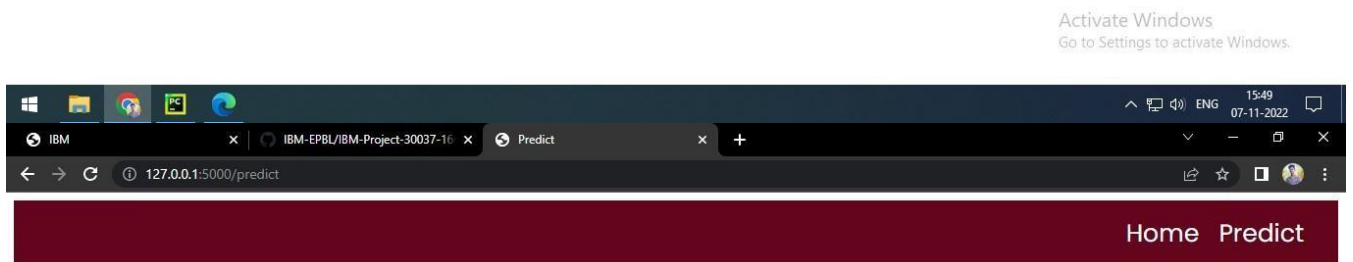 Activate Windows
Go to Settings to activate Windows.
PC
ENG
15:49
07-11-2022
IBM
IBM-EPBL/IBM-Project-30037-16
Predict
127.0.0.1:5000/predict
Home Predict